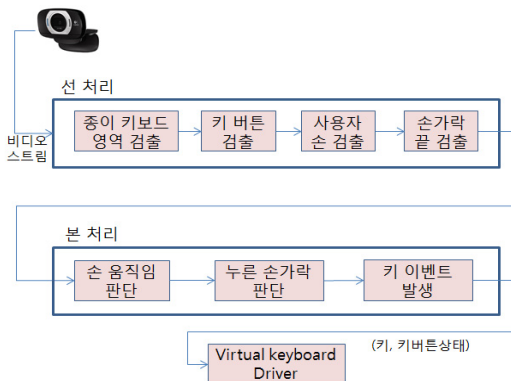 선 처리
비디오
스트림
종이 키보드
영역 검출
키 버튼
검출
사용자
손 검출
손가락
끝 검출
본 처리
손 움직임
판단
누른 손가락
판단
키 이벤트
발생
(키, 키버튼상태)
Virtual keyboard
Driver